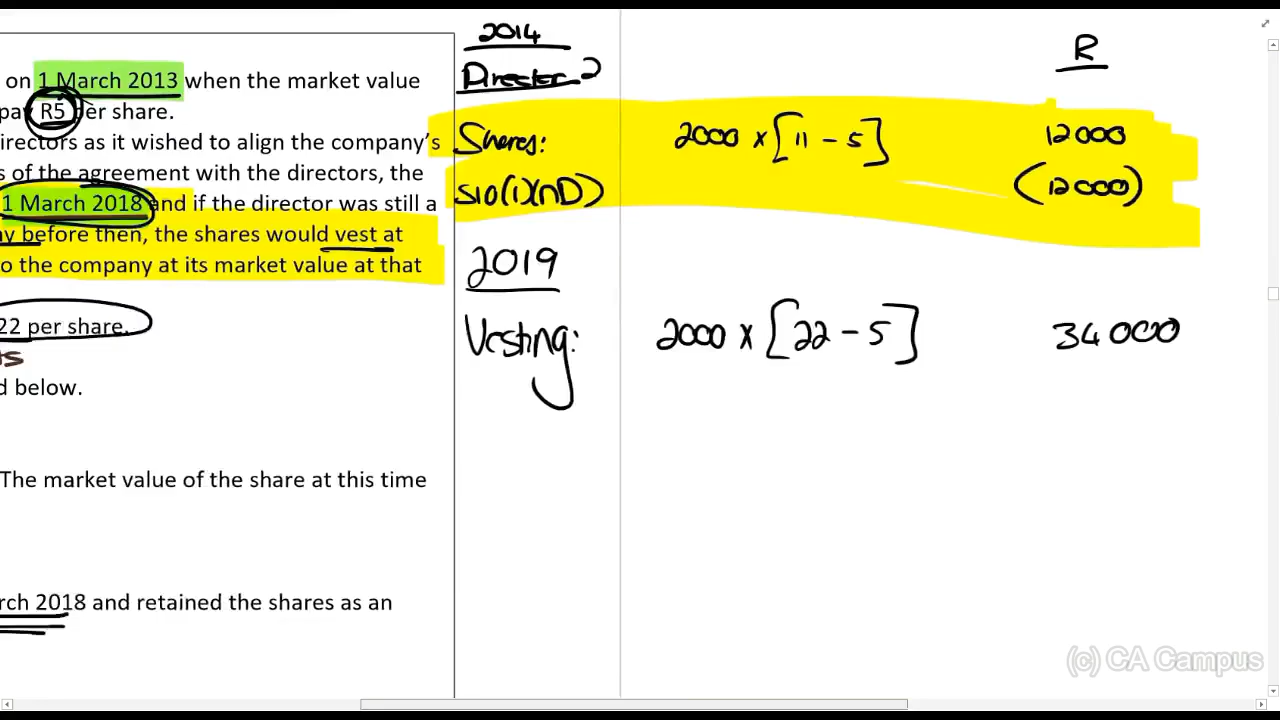 on 1 March 2013 when the market value
pay R5 per share.
irectors as it wished to align the company's
s of the agreement with the directors, the
1 March 2018 and if the director was still a
ny before then, the shares would vest at
o the company at its market value at that
22 per share.
d below.
The market value of the share at this time
rch 2018 and retained the shares as an
2014
Director 2
R
Shares: 2000 x [11 - 5] 12000
s10(1)(nD) (12000)
2019
Vesting: 2000 x [22 - 5] 34000
(c) CA Campus